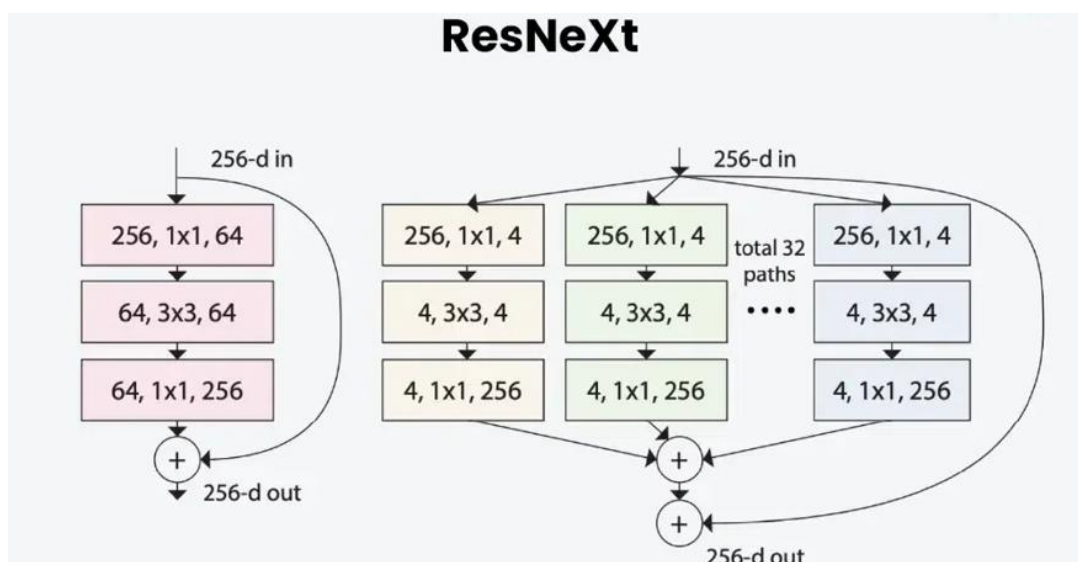 ResNeXt
256-d in
256, 1x1, 64
64, 3x3, 64
64, 1x1, 256
+
256-d out
256-d in
256, 1x1, 4
4, 3x3, 4
4, 1x1, 256
256, 1x1, 4
4, 3x3, 4
4, 1x1, 256
total 32
paths
....
256, 1x1, 4
4, 3x3, 4
4, 1x1, 256
+
+
256-d out